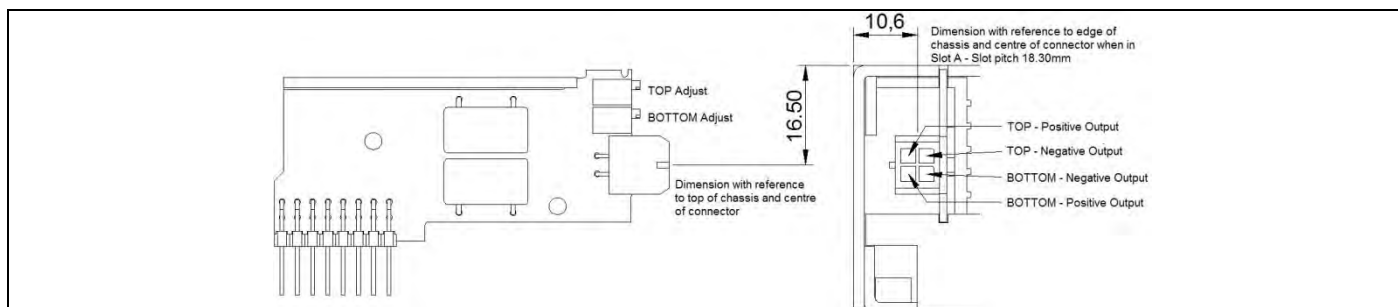 TOP Adjust
BOTTOM Adjust
Dimension with reference
to top of chassis and centre
of connector
10,6
16.50
Dimension with reference to edge of
chassis and centre of connector when in
Slot A - Slot pitch 18.30mm
TOP - Positive Output
TOP - Negative Output
BOTTOM - Negative Output
BOTTOM - Positive Output